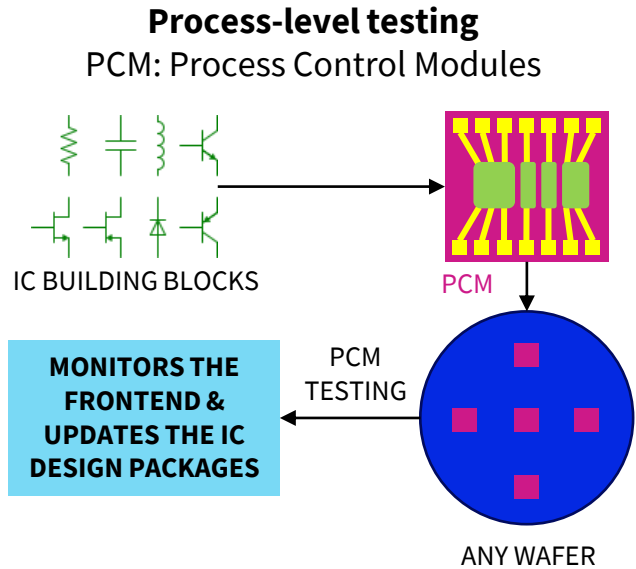 Process-level testing
PCM: Process Control Modules
IC BUILDING BLOCKS
PCM
MONITORS THE
FRONTEND &
UPDATES THE IC
DESIGN PACKAGES
PCM
TESTING
ANY WAFER